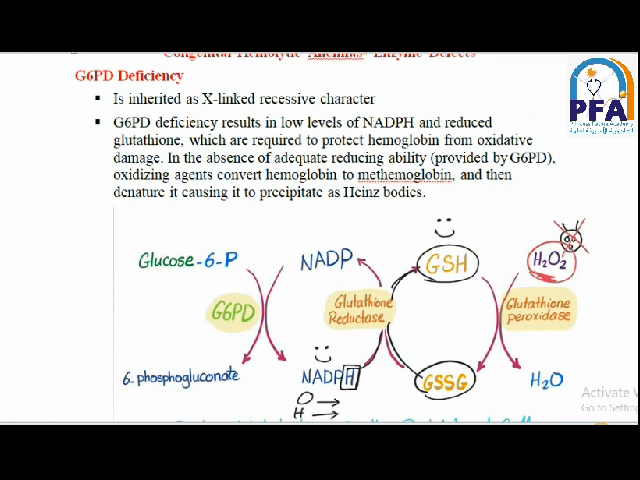 Congenital Hemolytic Anemias- Enzyme Defects
G6PD Deficiency
▪ Is inherited as X-linked recessive character
▪ G6PD deficiency results in low levels of NADPH and reduced
glutathione, which are required to protect hemoglobin from oxidative
damage. In the absence of adequate reducing ability (provided by G6PD),
oxidizing agents convert hemoglobin to methemoglobin, and then
denature it causing it to precipitate as Heinz bodies.
PFA
Glucose-6-P
NADP
GSH
H₂O₂
G6PD
Glutathione
Reductase
Glutathione
peroxidase
6-phosphogluconate
NADPH
GSSG
H₂O
O →
H →
Activate
Go to Setting